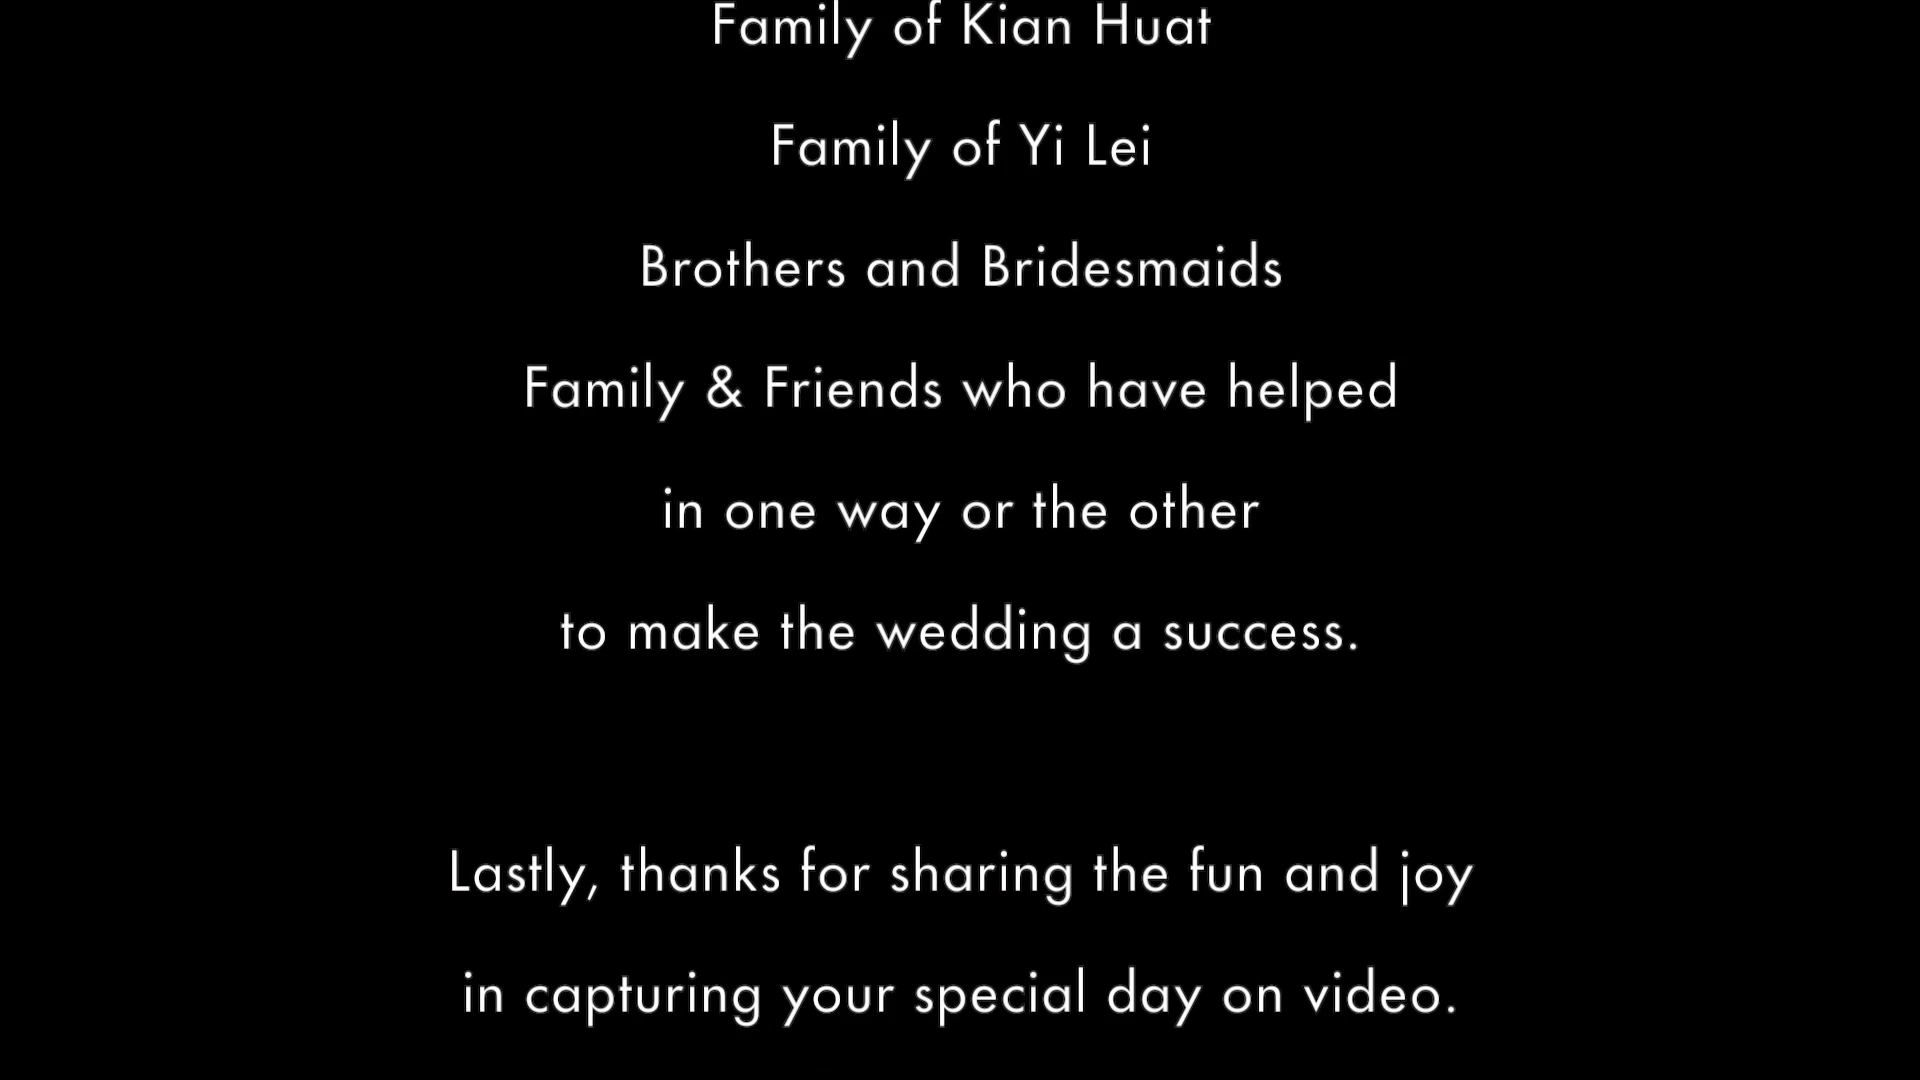 Family of Kian Huat
Family of Yi Lei
Brothers and Bridesmaids
Family & Friends who have helped
in one way or the other
to make the wedding a success.
Lastly, thanks for sharing the fun and joy
in capturing your special day on video.